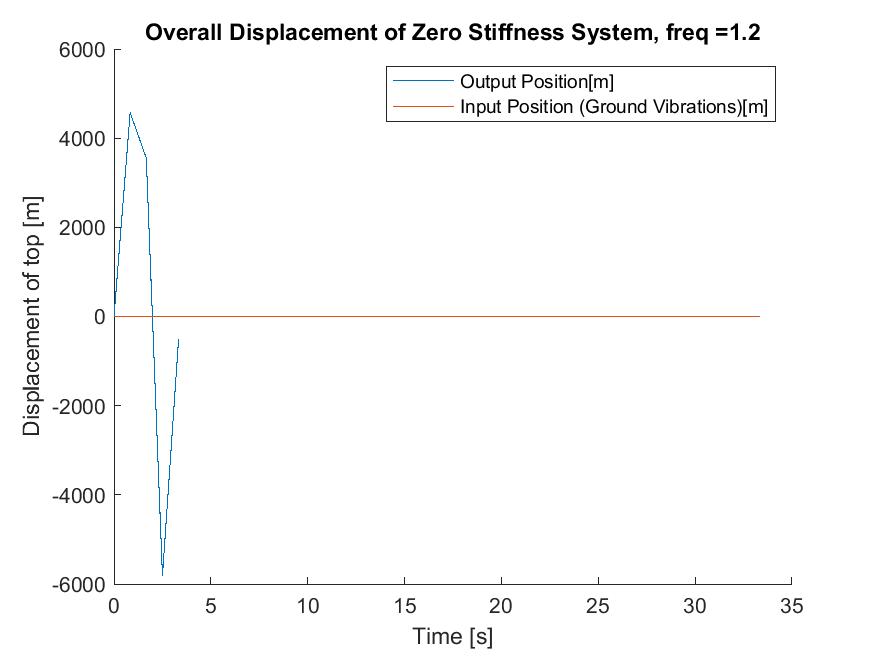 Overall Displacement of Zero Stiffness System, freq =1.2
Output Position[m]
Input Position (Ground Vibrations)[m]
Displacement of top [m]
6000
4000
2000
0
-2000
-4000
-6000
0 5 10 15 20 25 30 35
Time [s]